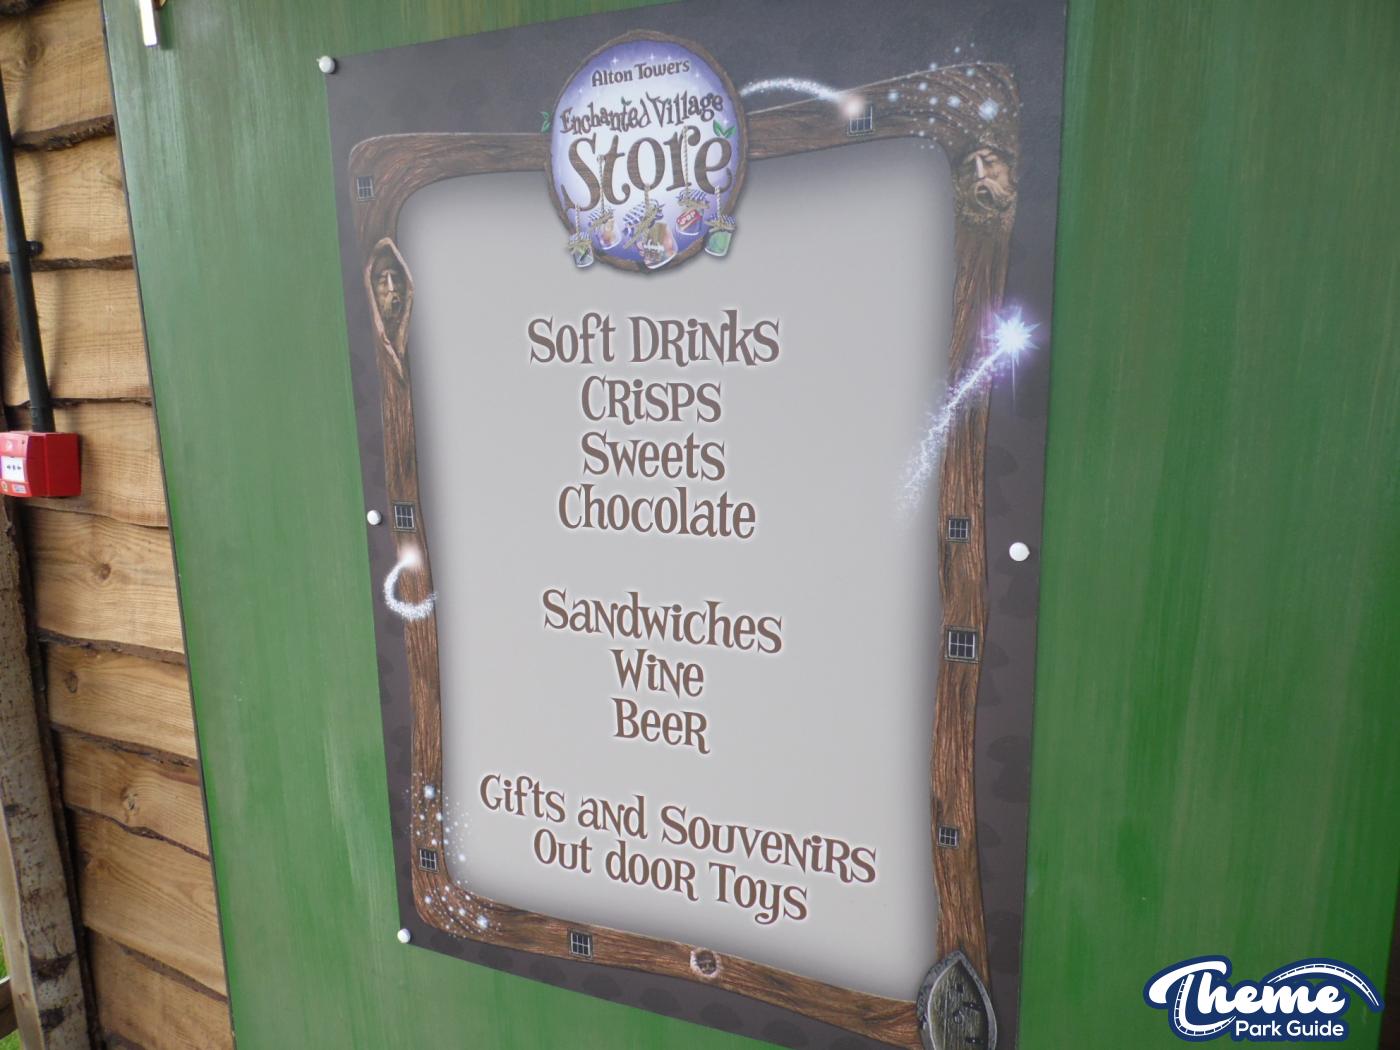 Alton Towers
Enchanted Village
Store
Soft Drinks
Crisps
Sweets
Chocolate
Sandwiches
Wine
Beer
Gifts and Souvenirs
Out door Toys
Theme
Park Guide